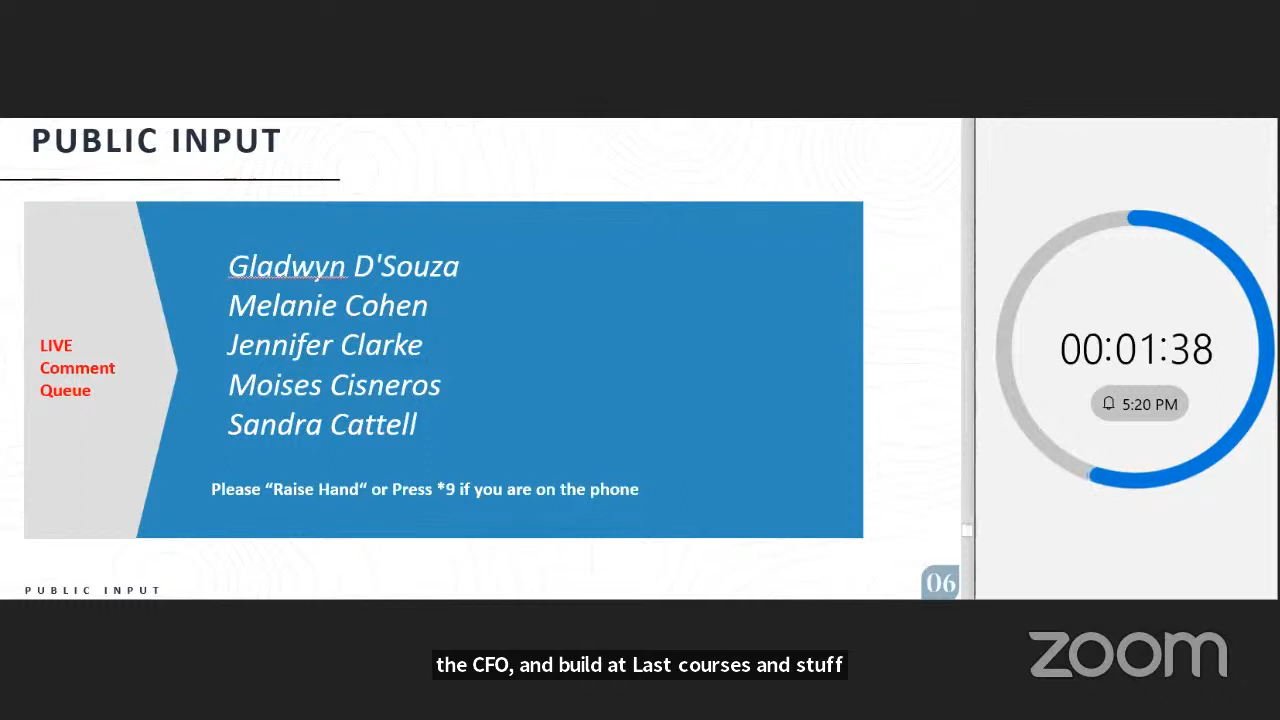 PUBLIC INPUT
LIVE
Comment
Queue
Gladwyn D'Souza
Melanie Cohen
Jennifer Clarke
Moises Cisneros
Sandra Cattell
Please “Raise Hand“ or Press *9 if you are on the phone
PUBLIC INPUT
06
00:01:38
5:20 PM
the CFO, and build at Last courses and stuff
zoom